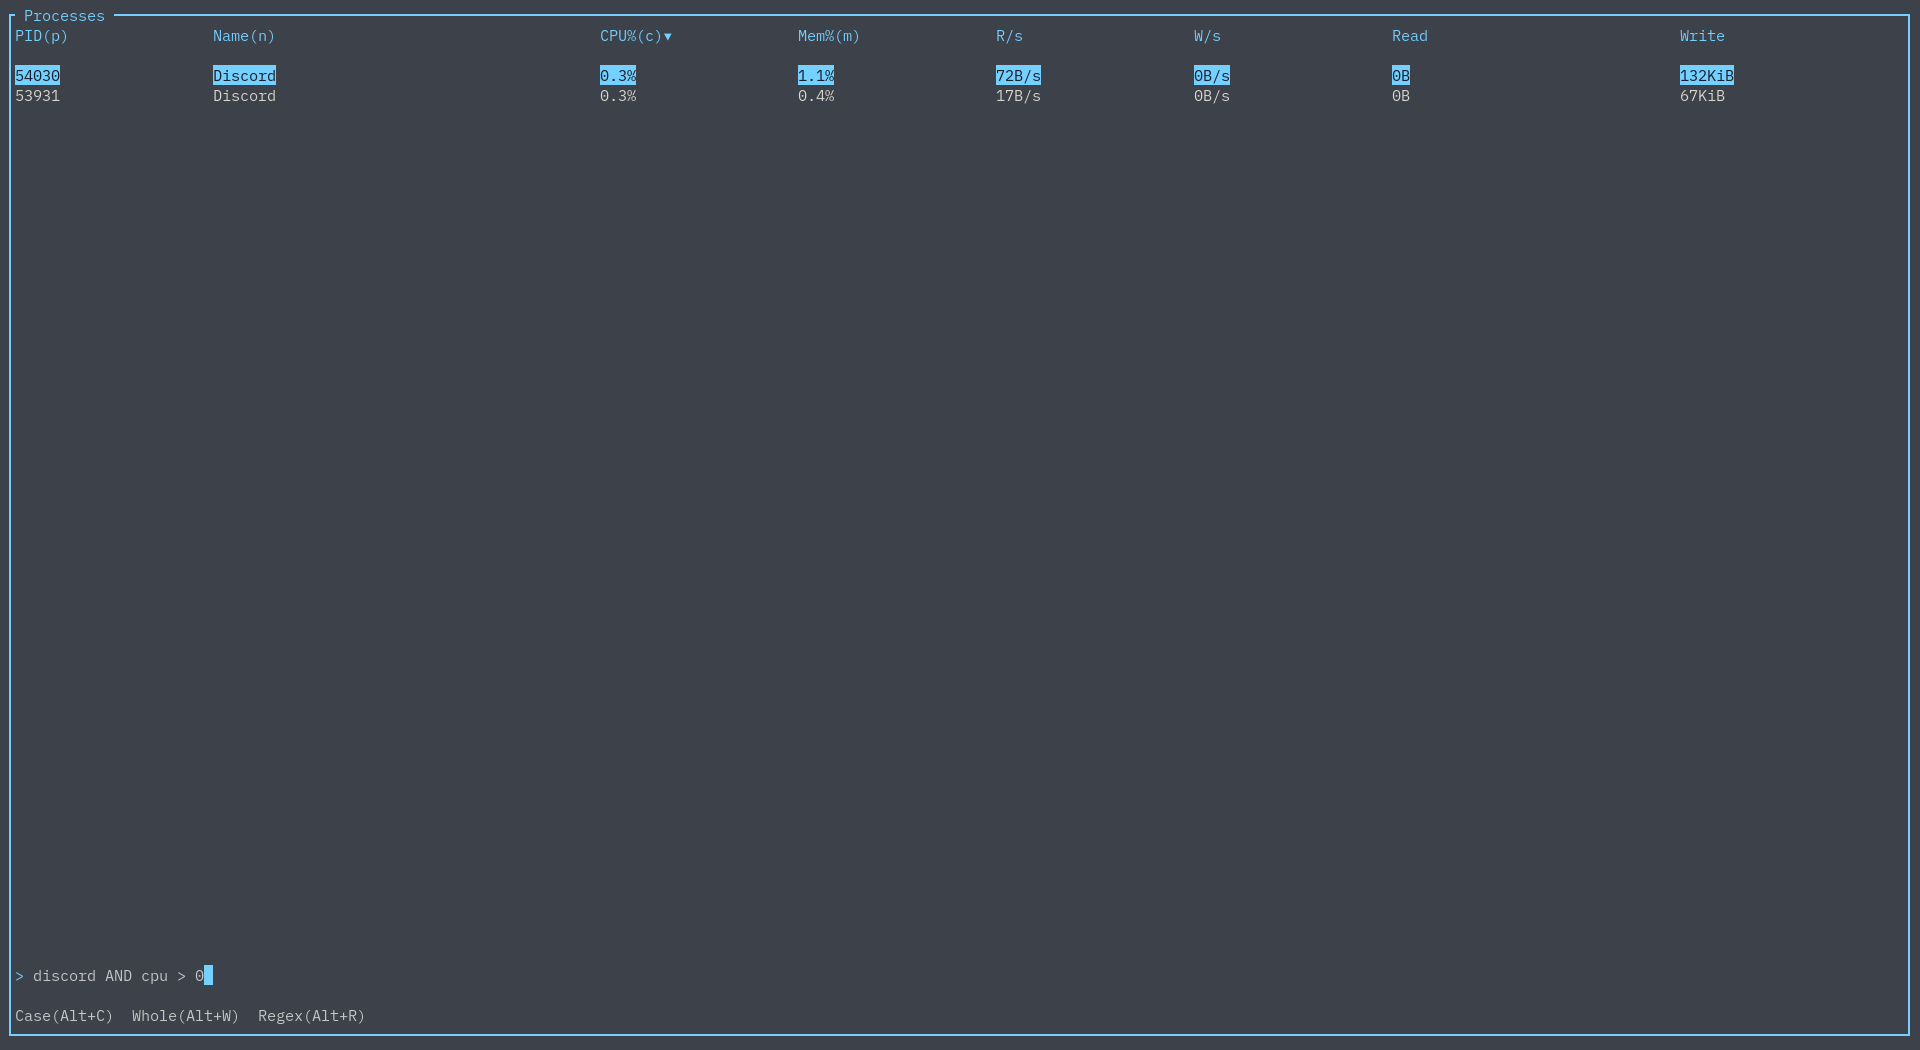 Processes
PID(p) Name(n) CPU%(c)▼ Mem%(m) R/s W/s Read Write
54030 Discord 0.3% 1.1% 72B/s 0B/s 0B 132KiB
53931 Discord 0.3% 0.4% 17B/s 0B/s 0B 67KiB
> discord AND cpu > 0
Case(Alt+C) Whole(Alt+W) Regex(Alt+R)